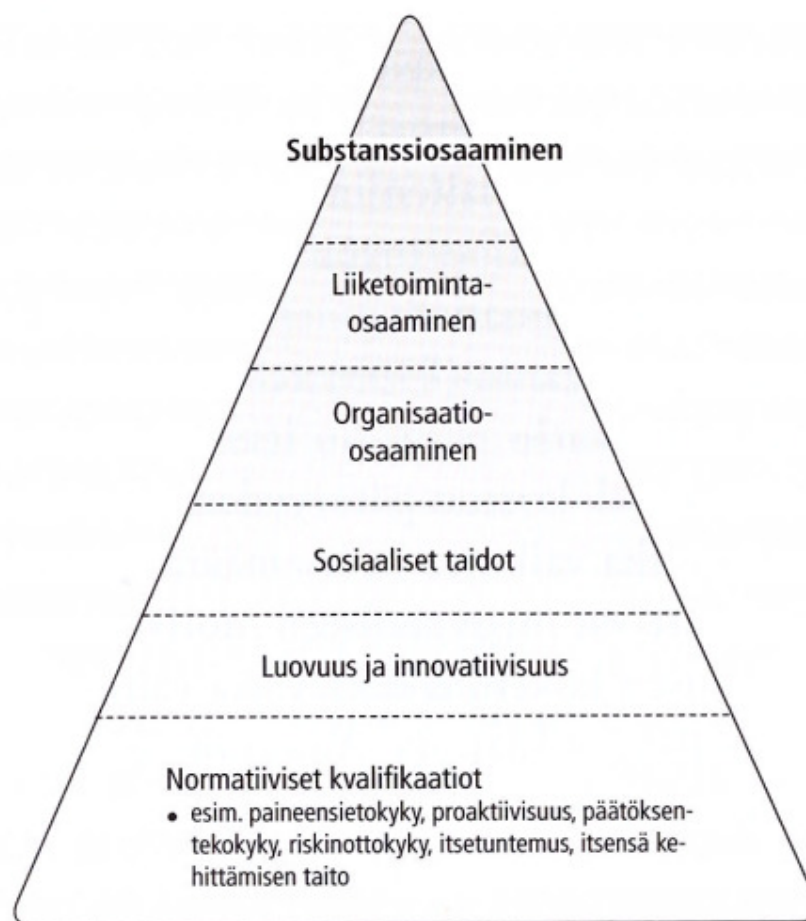 Substanssiosaaminen
Liiketoiminta-
osaaminen
Organisaatio-
osaaminen
Sosiaaliset taidot
Luovuus ja innovatiivisuus
Normatiiviset kvalifikaatiot
• esim. paineensietokyky, proaktiivisuus, päätöksen-
tekokyky, riskinottokyky, itsetuntemus, itsensä ke-
hittämisen taito